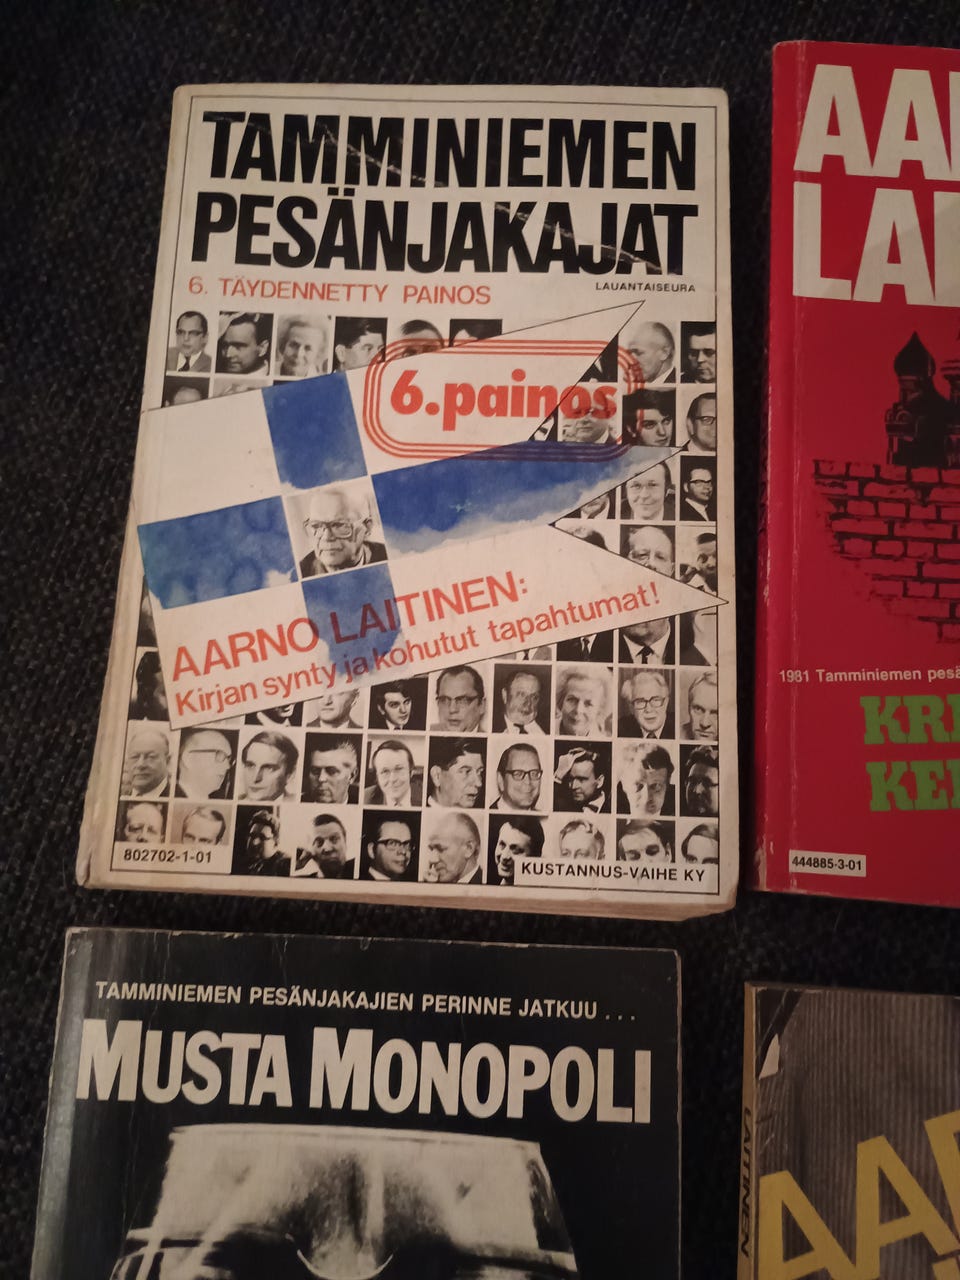 TAMMINIEMEN
PESÄNJAKAJAT
6. TÄYDENNETTY PAINOS
LAUANTAISEURA
6.painos
AARNO LAITINEN:
Kirjan synty ja kohutut tapahtumat!
802702-1-01
KUSTANNUS-VAIHE KY
AA
LA
1981 Tamminiemen pesä
KR
KE
444885-3-01
TAMMINIEMEN PESÄNJAKAJIEN PERINNE JATKUU...
MUSTA MONOPOLI
LAITINEN
AA